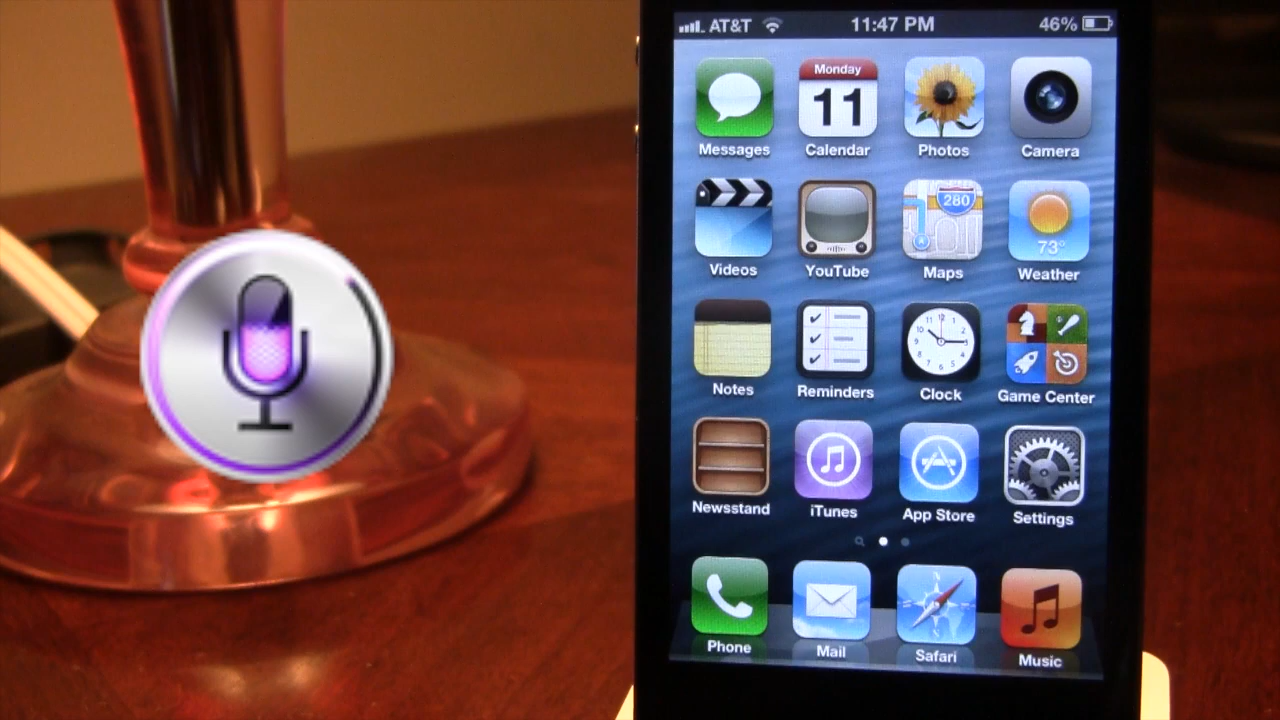 AT&T 11:47 PM 46%
Monday
11 280
73°
Messages Calendar Photos Camera
Videos YouTube Maps Weather
Notes Reminders Clock Game Center
Newsstand iTunes App Store Settings
Phone Mail Safari Music